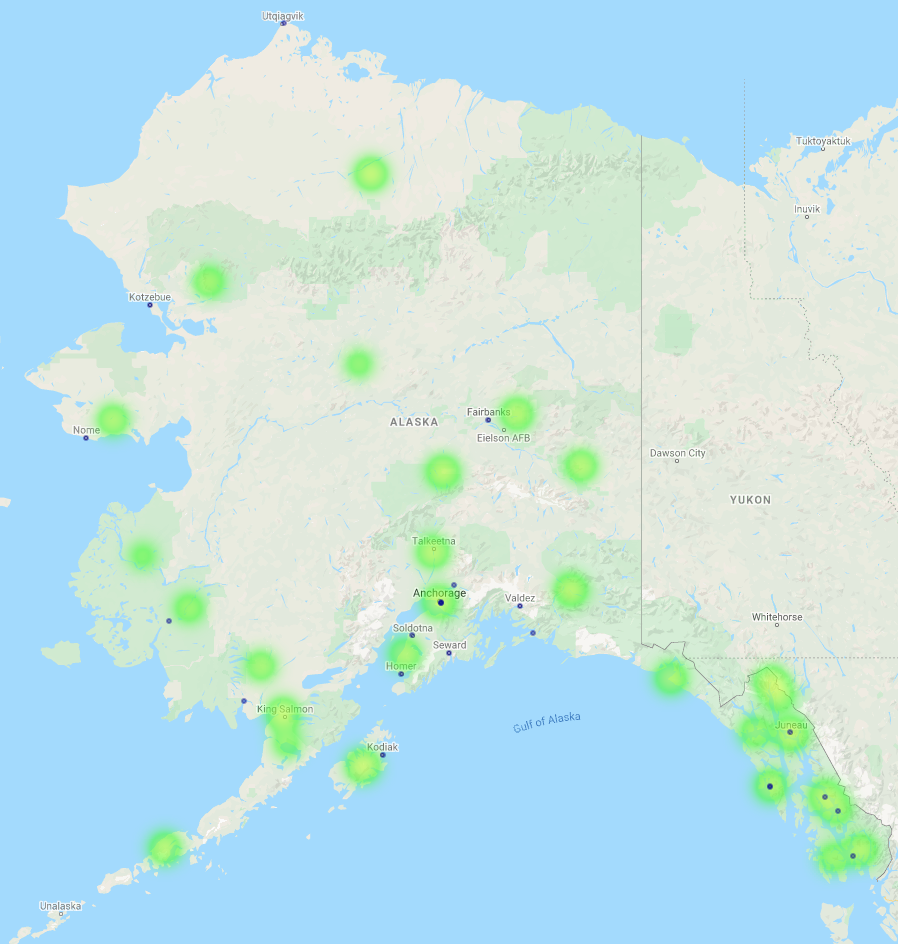 Utqiagvik
Tuktoyaktuk
Inuvik
Kotzebue
Fairbanks
ALASKA
Nome
Eielson AFB
Dawson City
YUKON
Talkeetna
Anchorage
Valdez
Whitehorse
Soldotna
Seward
Homer
King Salmon
Gulf of Alaska
Juneau
Kodiak
Unalaska